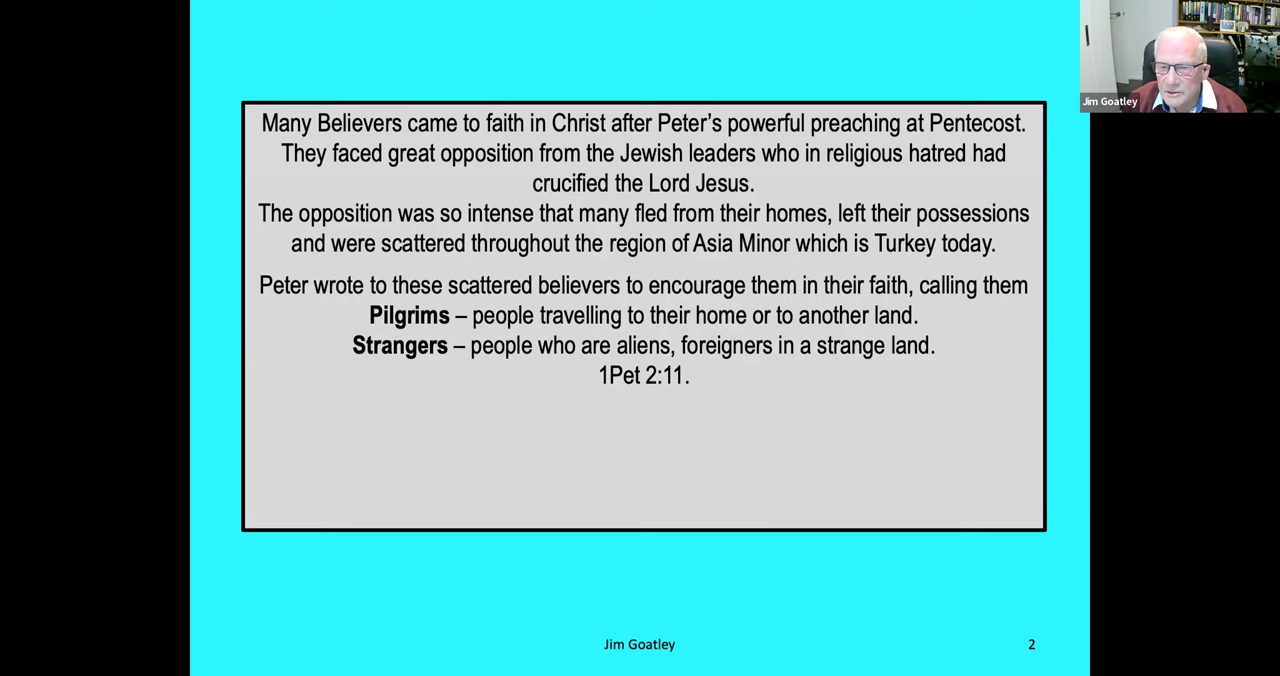 Many Believers came to faith in Christ after Peter's powerful preaching at Pentecost.
They faced great opposition from the Jewish leaders who in religious hatred had
crucified the Lord Jesus.
The opposition was so intense that many fled from their homes, left their possessions
and were scattered throughout the region of Asia Minor which is Turkey today.
Peter wrote to these scattered believers to encourage them in their faith, calling them
Pilgrims – people travelling to their home or to another land.
Strangers – people who are aliens, foreigners in a strange land.
1Pet 2:11.
Jim Goatley
2
Jim Goatley